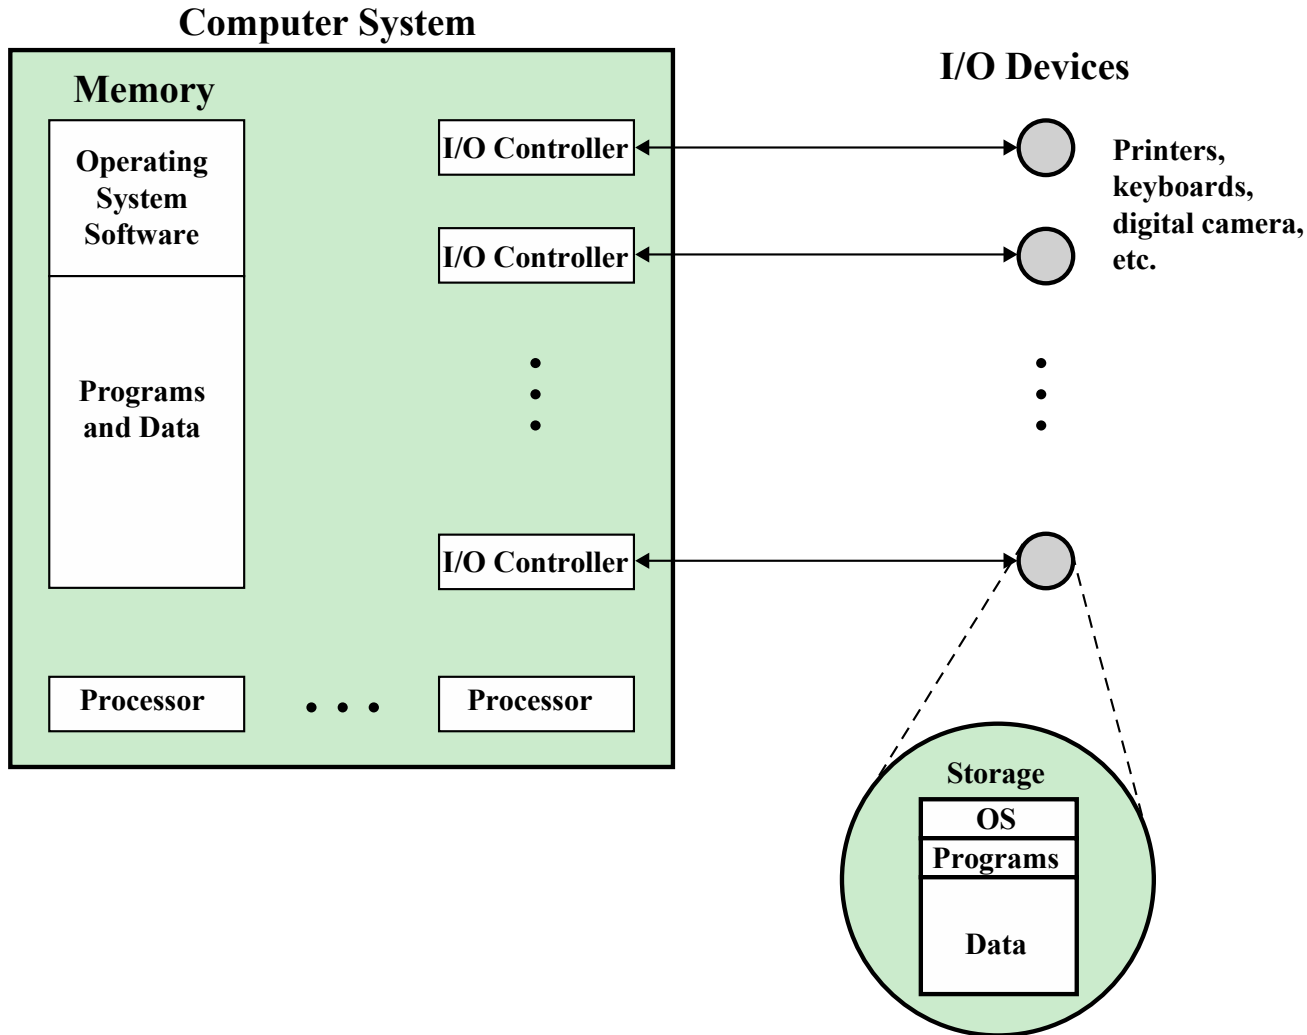 Computer System
Memory
Operating
System
Software
Programs
and Data
I/O Controller
I/O Controller
I/O Controller
Processor
Processor
I/O Devices
Printers,
keyboards,
digital camera,
etc.
Storage
OS
Programs
Data